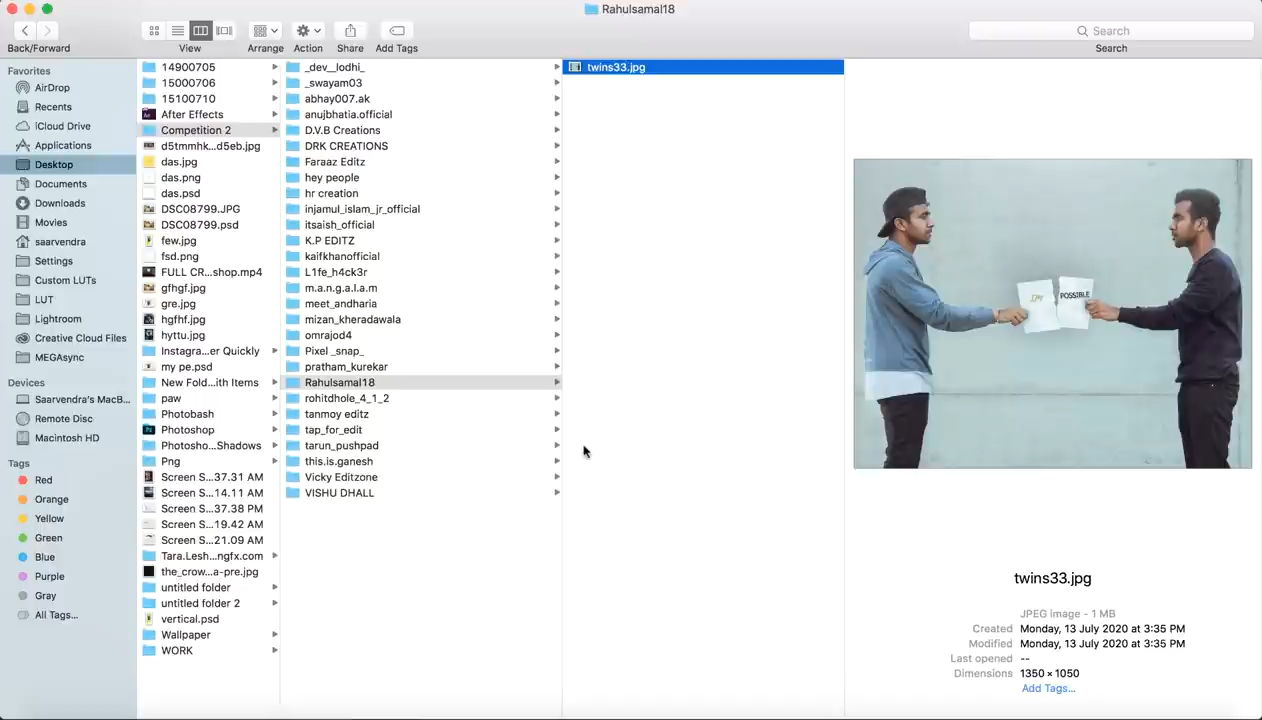 Rahulsamal18
Search
Back/Forward
View
Arrange
Action
Share
Add Tags
Search
Favorites
AirDrop
Recents
iCloud Drive
Applications
Desktop
Documents
Downloads
Movies
saarvendra
Settings
Custom LUTs
LUT
Lightroom
Creative Cloud Files
MEGAsync
Devices
Saarvendra's MacB...
Remote Disc
Macintosh HD
Tags
Red
Orange
Yellow
Green
Blue
Purple
Gray
All Tags...
14900705
15000706
15100710
After Effects
Competition 2
d5tmmhk...d5eb.jpg
das.jpg
das.png
das.psd
DSC08799.JPG
DSC08799.psd
few.jpg
fsd.png
FULL CR...shop.mp4
gfhgf.jpg
gre.jpg
hgfhf.jpg
hyttu.jpg
Instagra...er Quickly
my pe.psd
New Fold...ith Items
paw
Photobash
Photoshop
Photosho...Shadows
Png
Screen S...37.31 AM
Screen S...14.11 AM
Screen S...37.38 PM
Screen S...19.42 AM
Screen S...21.09 AM
Tara.Lesh...ngfx.com
the_crow...a-pre.jpg
untitled folder
untitled folder 2
vertical.psd
Wallpaper
WORK
_dev__lodhi_
_swayam03
abhay007.ak
anujbhatia.official
D.V.B Creations
DRK CREATIONS
Faraaz Editz
hey people
hr creation
injamul_islam_jr_official
itsaish_official
K.P EDITZ
kaifkhanofficial
L1fe_h4ck3r
m.a.n.g.a.l.a.m
meet_andharia
mizan_kheradawala
omrajod4
Pixel _snap_
pratham_kurekar
Rahulsamal18
rohitdhole_4_1_2
tanmoy editz
tap_for_edit
tarun_pushpad
this.is.ganesh
Vicky Editzone
VISHU DHALL
twins33.jpg
IM
POSSIBLE
twins33.jpg
JPEG image - 1 MB
Created Monday, 13 July 2020 at 3:35 PM
Modified Monday, 13 July 2020 at 3:35 PM
Last opened --
Dimensions 1350 × 1050
Add Tags...